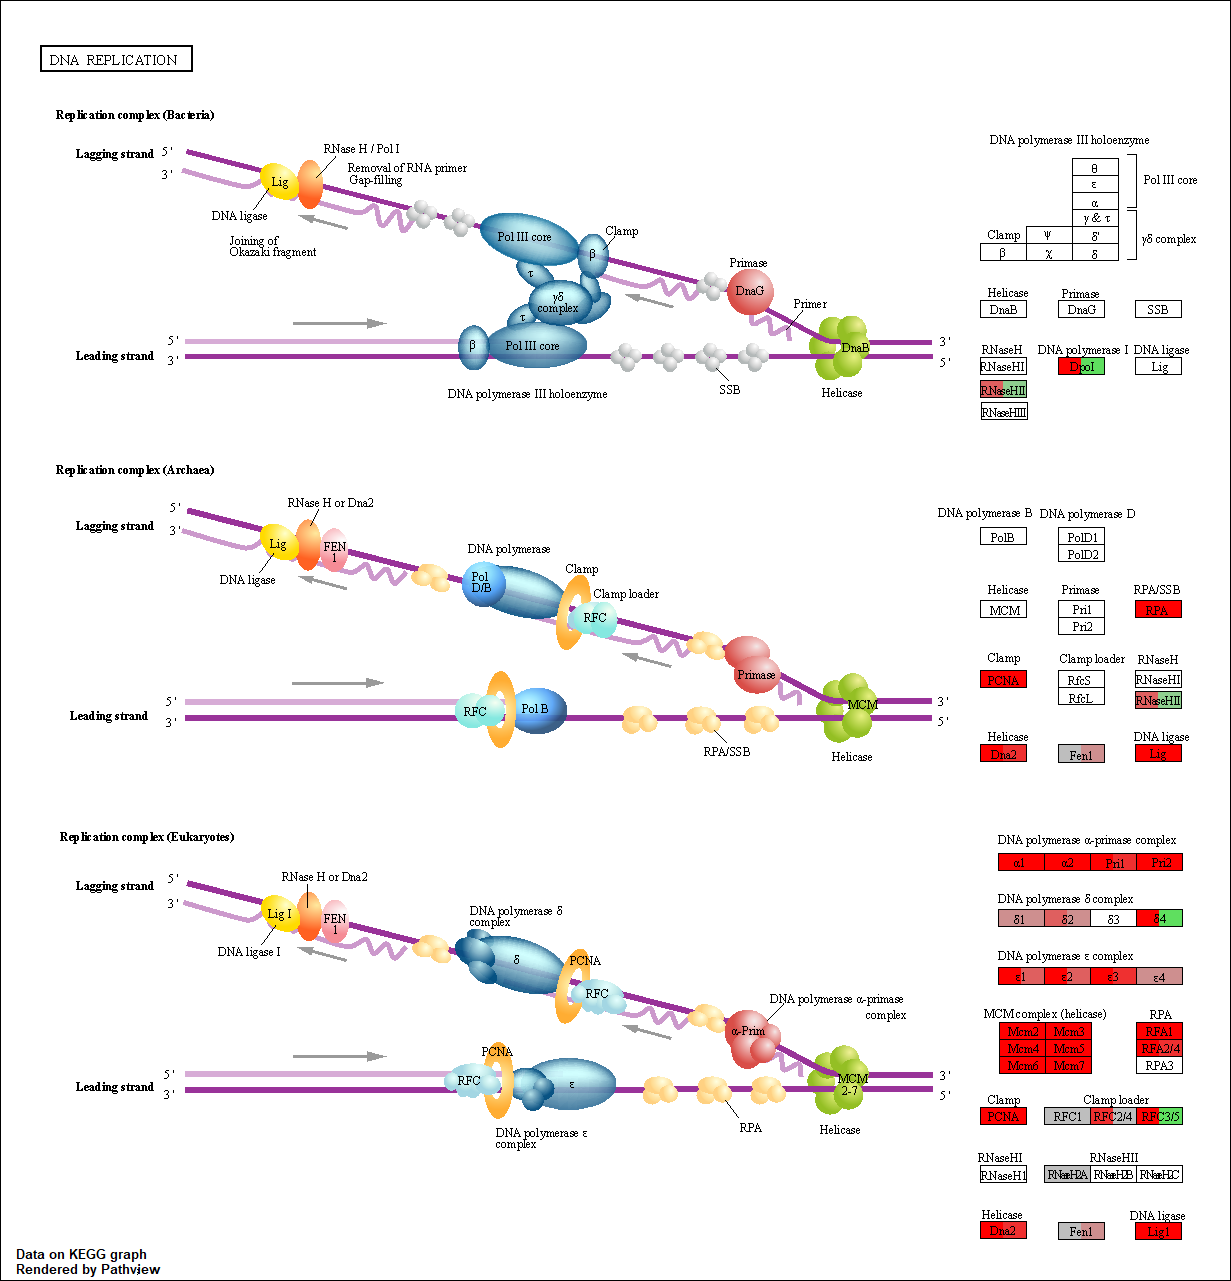 DNA REPLICATION
Replication complex (Bacteria)
Lagging strand
5'
3'
Lig
RNase H / Pol I
Removal of RNA primer
Gap-filling
DNA ligase
Joining of
Okazaki fragment
Pol III core
Clamp
β
τ
γδ
complex
τ
Primase
DnaG
Primer
5'
Leading strand
3'
β
Pol III core
DnaB
3'
5'
SSB
Helicase
DNA polymerase III holoenzyme
DNA polymerase III holoenzyme
θ
ε
α
Pol III core
γ & τ
Clamp
ψ
δ'
β
χ
δ
γδ complex
Helicase
DnaB
Primase
DnaG
SSB
RNaseH
RNaseHI
RNaseHII
RNaseHIII
DNA polymerase I
DpoI
DNA ligase
Lig
Replication complex (Archaea)
Lagging strand
5'
3'
Lig
RNase H or Dna2
FEN
1
DNA ligase
DNA polymerase
Pol
D/B
Clamp
Clamp loader
RFC
Primase
5'
Leading strand
3'
RFC
Pol B
RPA/SSB
MCM
3'
5'
Helicase
DNA polymerase B
PolB
DNA polymerase D
PolD1
PolD2
Helicase
MCM
Primase
Pri1
Pri2
RPA/SSB
RPA
Clamp
PCNA
Clamp loader
RfcS
RfcL
RNaseH
RNaseHI
RNaseHII
Helicase
Dna2
Fen1
DNA ligase
Lig
Replication complex (Eukaryotes)
Lagging strand
5'
3'
Lig I
RNase H or Dna2
FEN
1
DNA ligase I
DNA polymerase δ
complex
δ
PCNA
RFC
DNA polymerase α-primase
complex
α-Prim
5'
Leading strand
3'
RFC
PCNA
ε
DNA polymerase ε
complex
RPA
MCM
2-7
3'
5'
Helicase
DNA polymerase α-primase complex
α1
α2
Pri1
Pri2
DNA polymerase δ complex
δ1
δ2
δ3
δ4
DNA polymerase ε complex
ε1
ε2
ε3
ε4
MCM complex (helicase)
Mcm2
Mcm3
Mcm4
Mcm5
Mcm6
Mcm7
RPA
RFA1
RFA2/4
RPA3
Clamp
PCNA
Clamp loader
RFC1
RFC2/4
RFC3/5
RNaseHI
RNaseH1
RNaseHII
RNaseH2A
RNaseH2B
RNaseH2C
Helicase
Dna2
Fen1
DNA ligase
Lig1
Data on KEGG graph
Rendered by Pathview